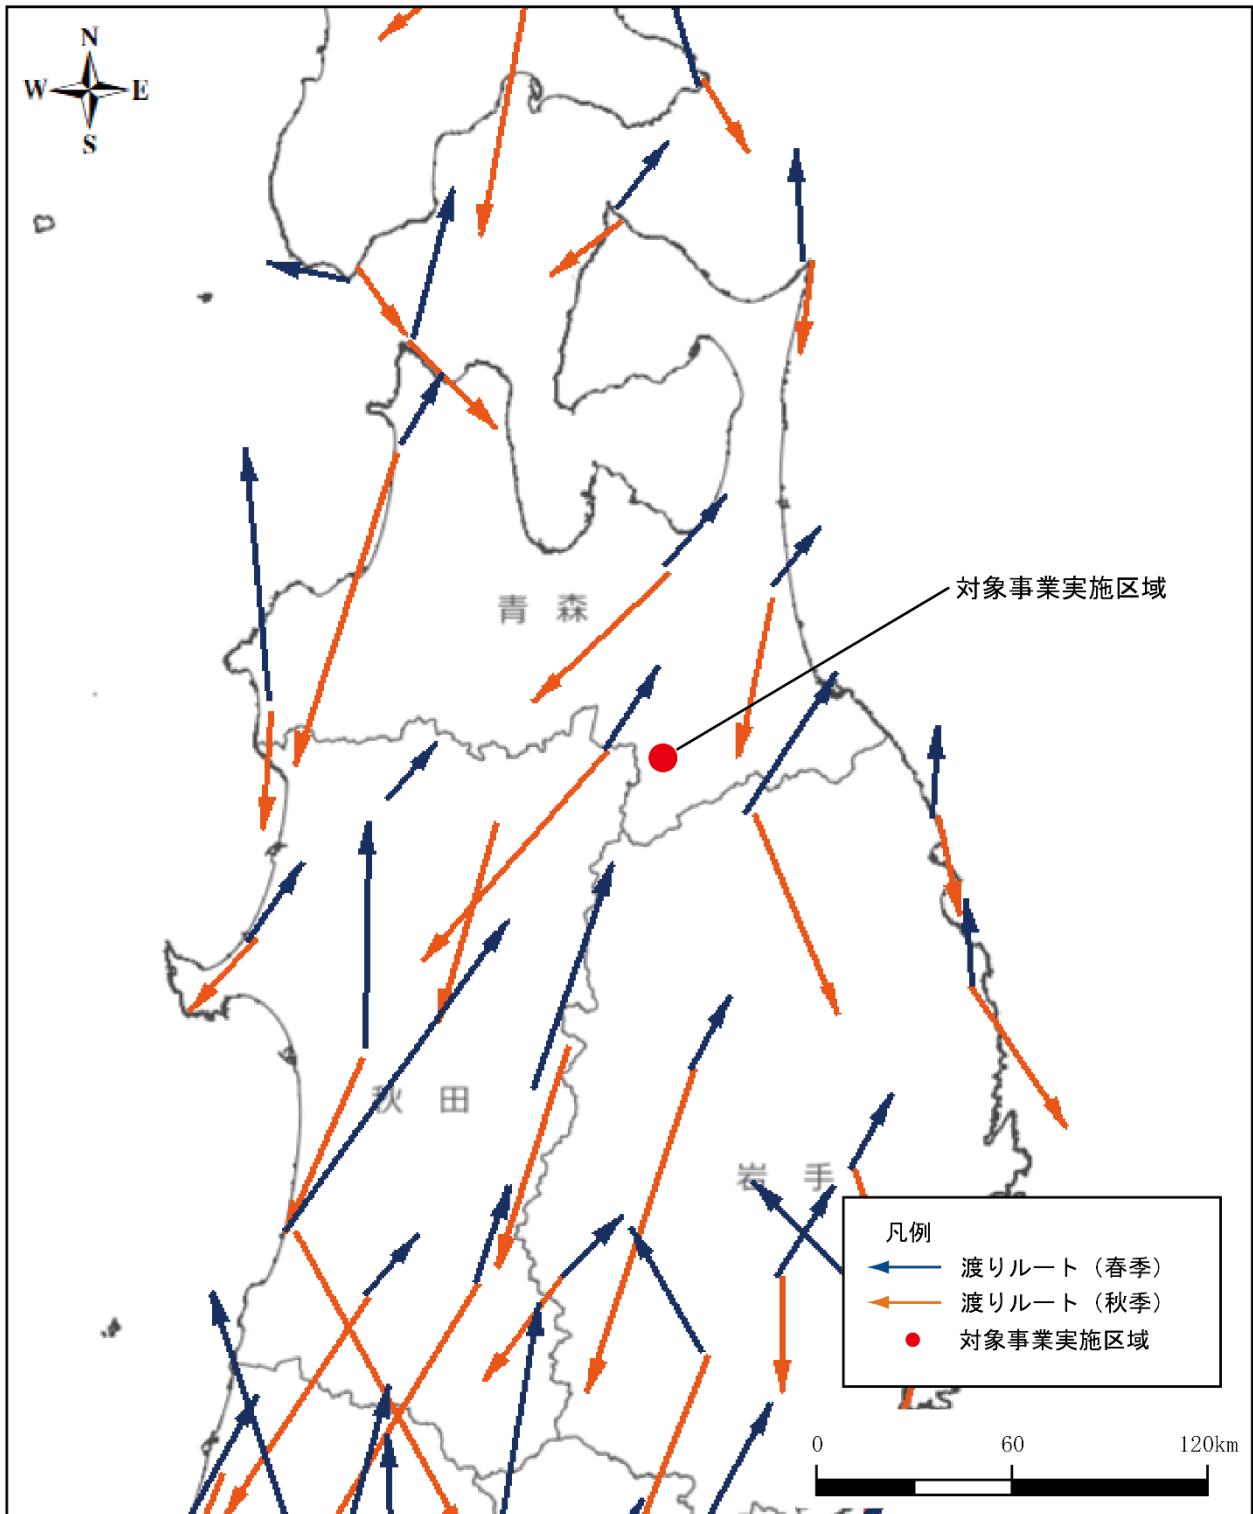 N
W E
S
対象事業実施区域
青 森
秋 田
岩 手
凡例
渡りルート（春季）
渡りルート（秋季）
対象事業実施区域
0 60 120km